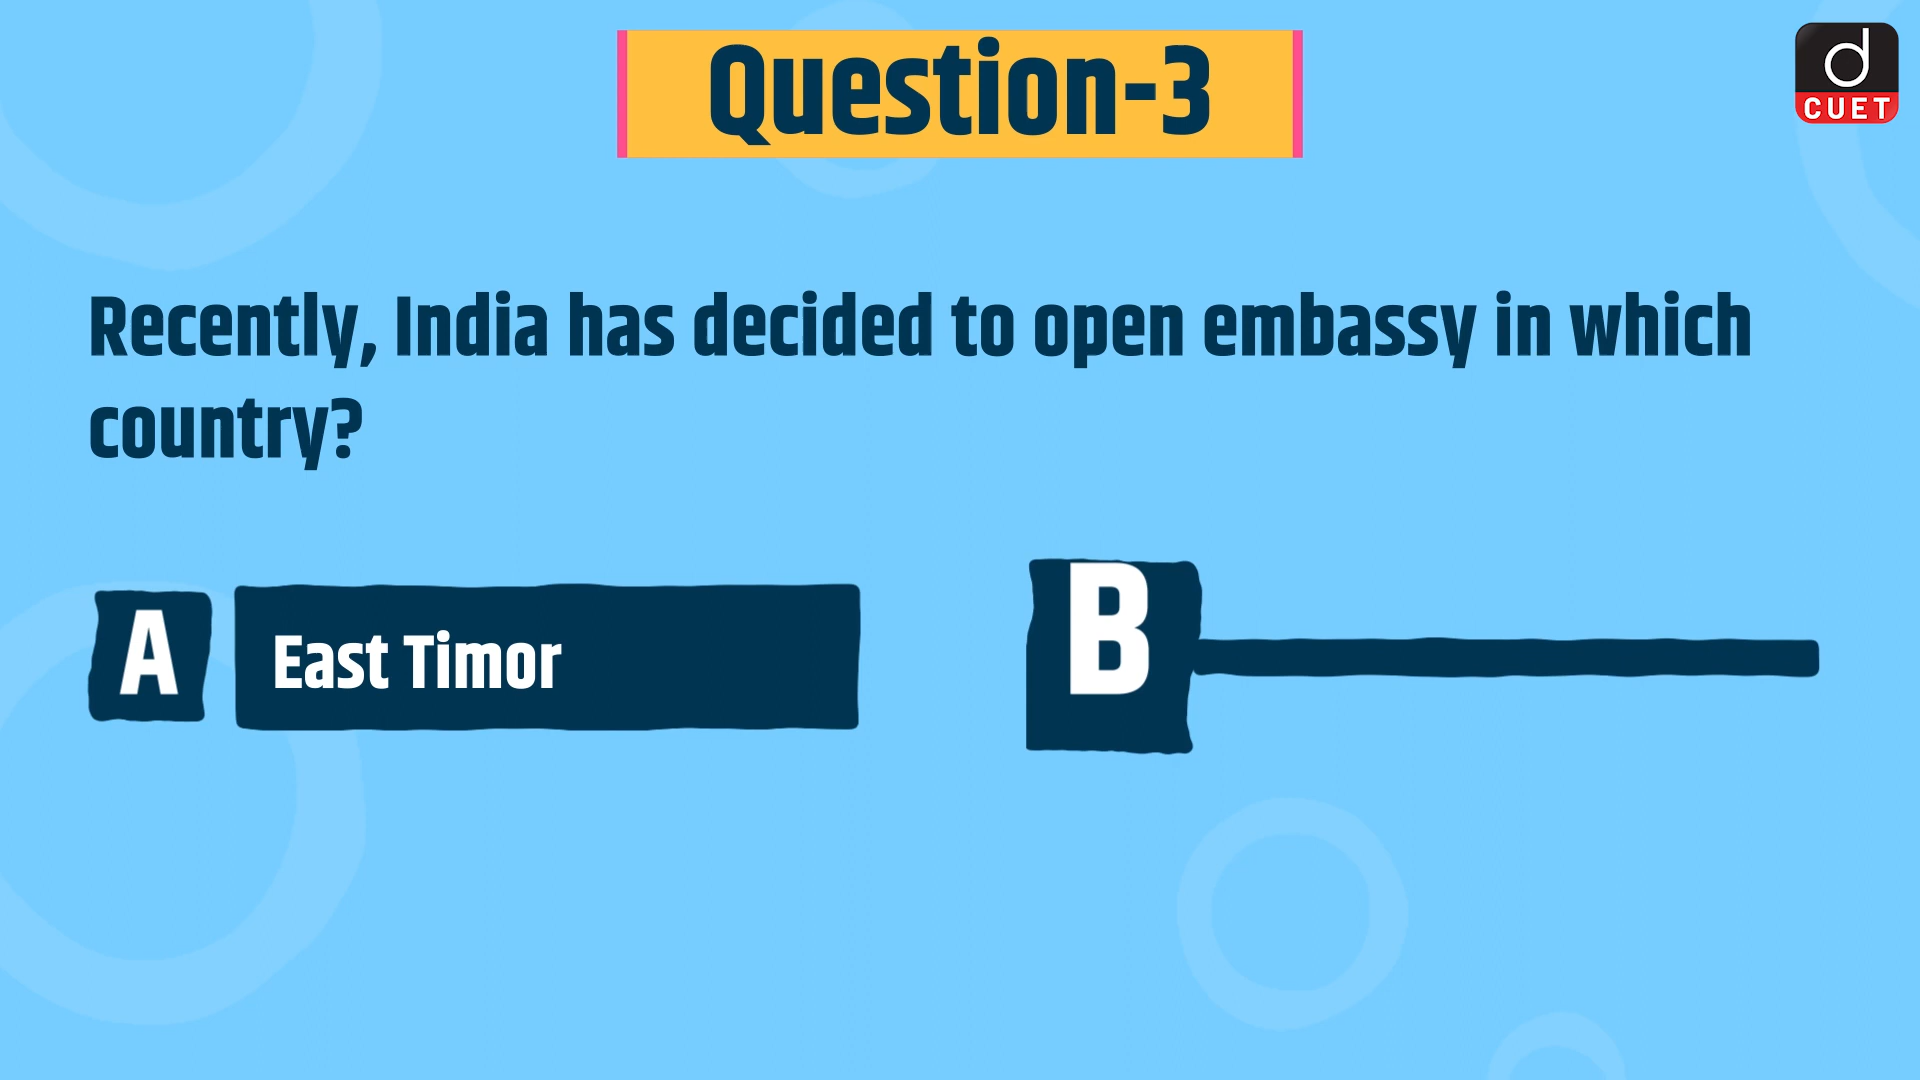 Question-3
d
CUET
Recently, India has decided to open embassy in which
country?
A
East Timor
B